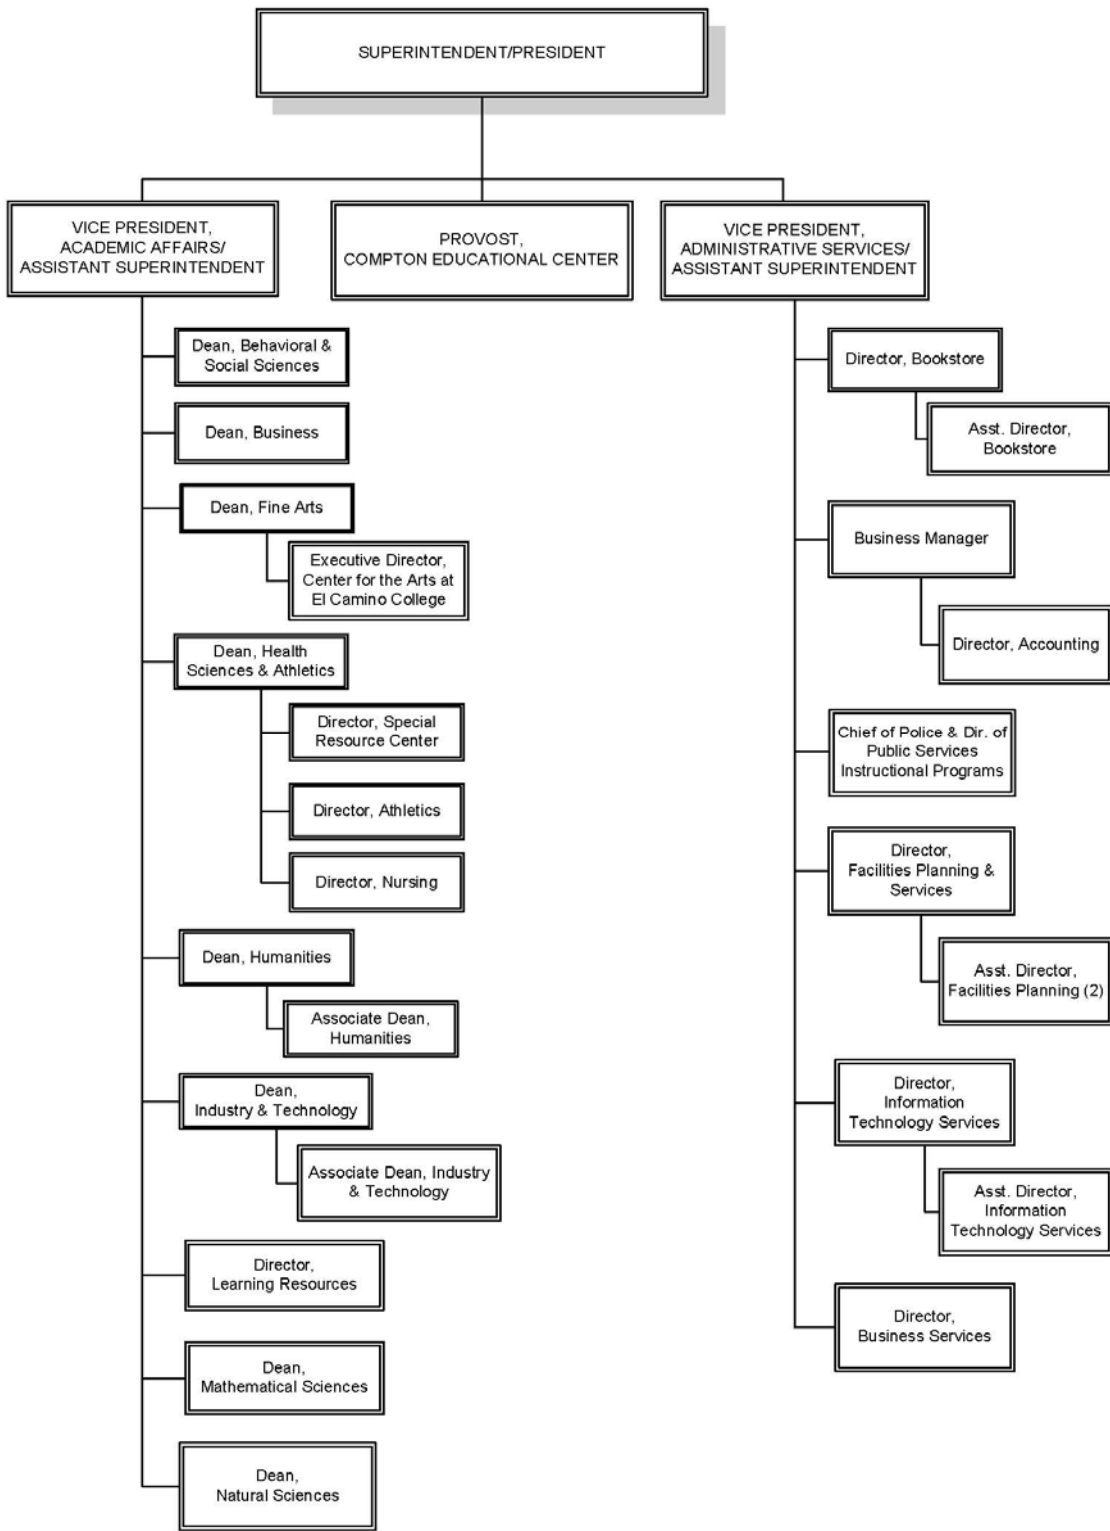 SUPERINTENDENT/PRESIDENT
VICE PRESIDENT,
ACADEMIC AFFAIRS/
ASSISTANT SUPERINTENDENT
PROVOST,
COMPTON EDUCATIONAL CENTER
VICE PRESIDENT,
ADMINISTRATIVE SERVICES/
ASSISTANT SUPERINTENDENT
Dean, Behavioral &
Social Sciences
Dean, Business
Dean, Fine Arts
Executive Director,
Center for the Arts at
El Camino College
Dean, Health
Sciences & Athletics
Director, Special
Resource Center
Director, Athletics
Director, Nursing
Dean, Humanities
Associate Dean,
Humanities
Dean,
Industry & Technology
Associate Dean, Industry
& Technology
Director,
Learning Resources
Dean,
Mathematical Sciences
Dean,
Natural Sciences
Director, Bookstore
Asst. Director,
Bookstore
Business Manager
Director, Accounting
Chief of Police & Dir. of
Public Services
Instructional Programs
Director,
Facilities Planning &
Services
Asst. Director,
Facilities Planning (2)
Director,
Information
Technology Services
Asst. Director,
Information
Technology Services
Director,
Business Services